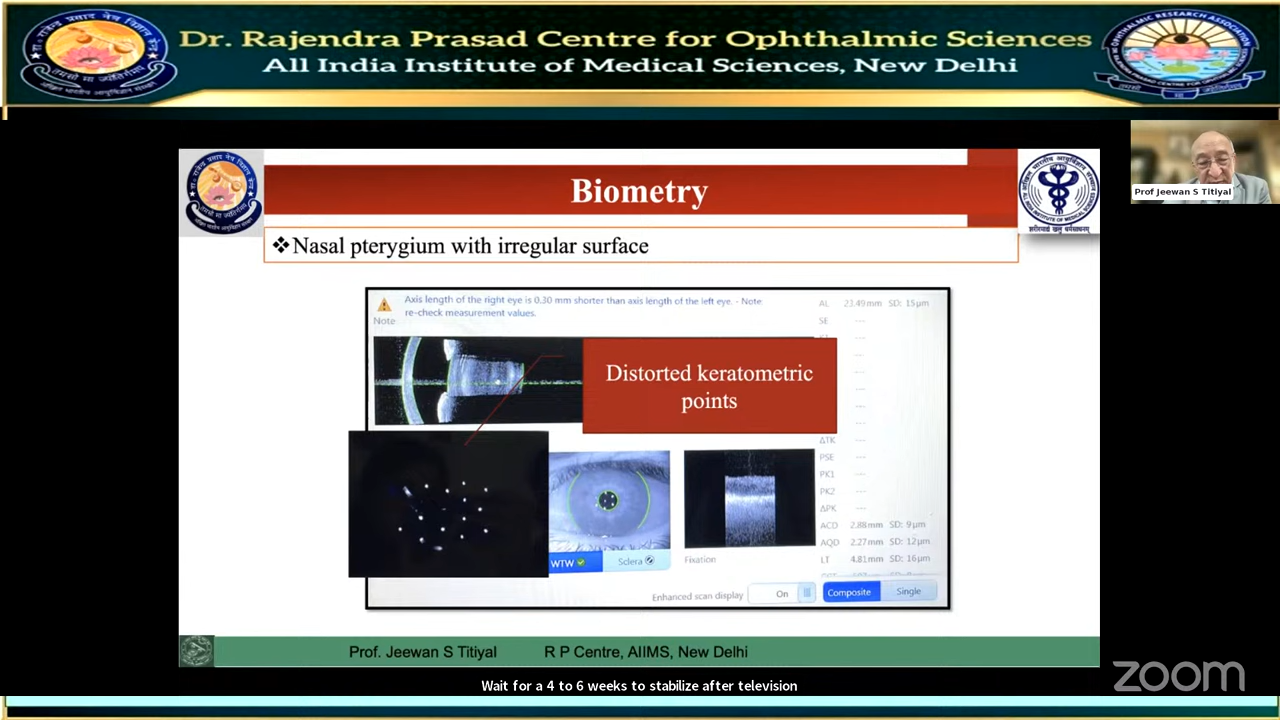 Dr. Rajendra Prasad Centre for Ophthalmic Sciences
All India Institute of Medical Sciences, New Delhi
Prof Jeewan S Titiyal
Biometry
❖Nasal pterygium with irregular surface
Axis length of the right eye is 0.30 mm shorter than axis length of the left eye. - Note
re-check measurement values.
Note
AL 23.49 mm SD: 15 µm
SE ---
Distorted keratometric
points
ΔTK ---
PSE ---
PK1 ---
PK2 ---
ΔPK ---
ACD 2.88 mm SD: 9 µm
AQD 2.27 mm SD: 12 µm
LT 4.81 mm SD: 16 µm
WTW
Sclera
Fixation
Enhanced scan display
On
Composite
Single
Prof. Jeewan S Titiyal R P Centre, AIIMS, New Delhi
Wait for a 4 to 6 weeks to stabilize after television
zoom